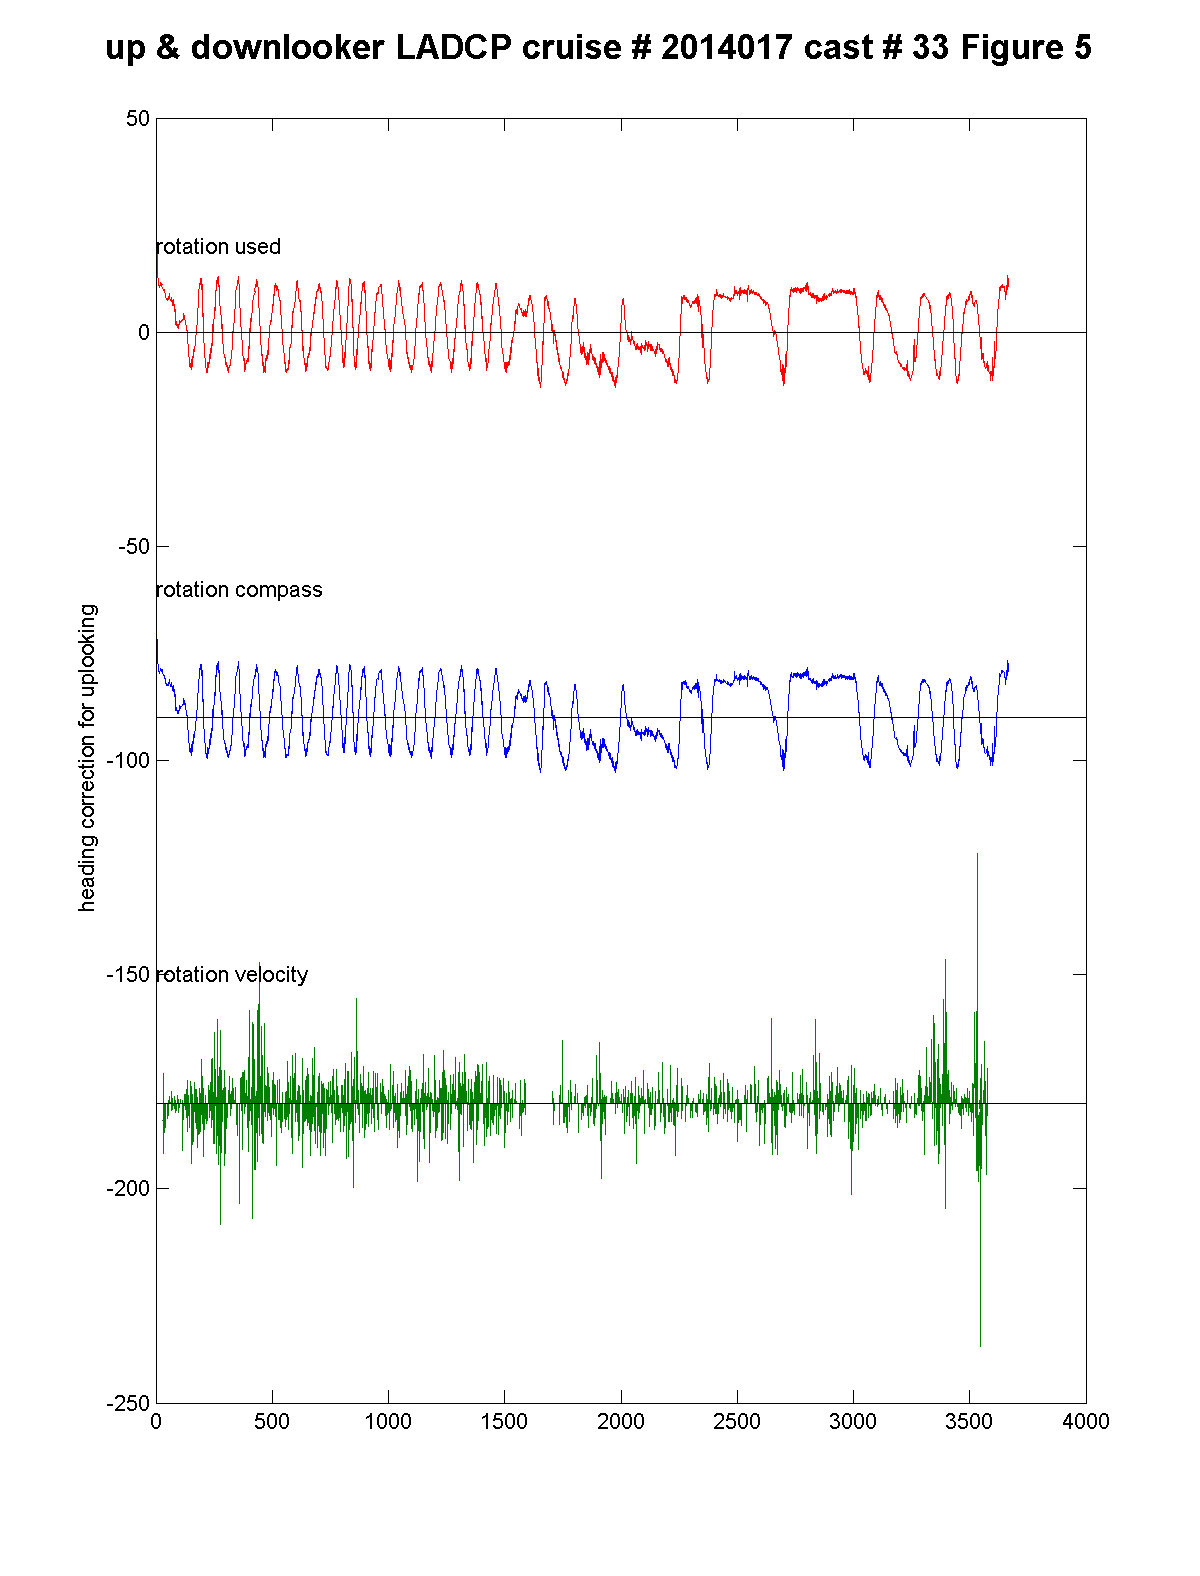 up & downlooker LADCP cruise # 2014017 cast # 33 Figure 5
50
rotation used
0
-50
rotation compass
heading correction for uplooking
-100
-150
rotation velocity
-200
-250
0 500 1000 1500 2000 2500 3000 3500 4000